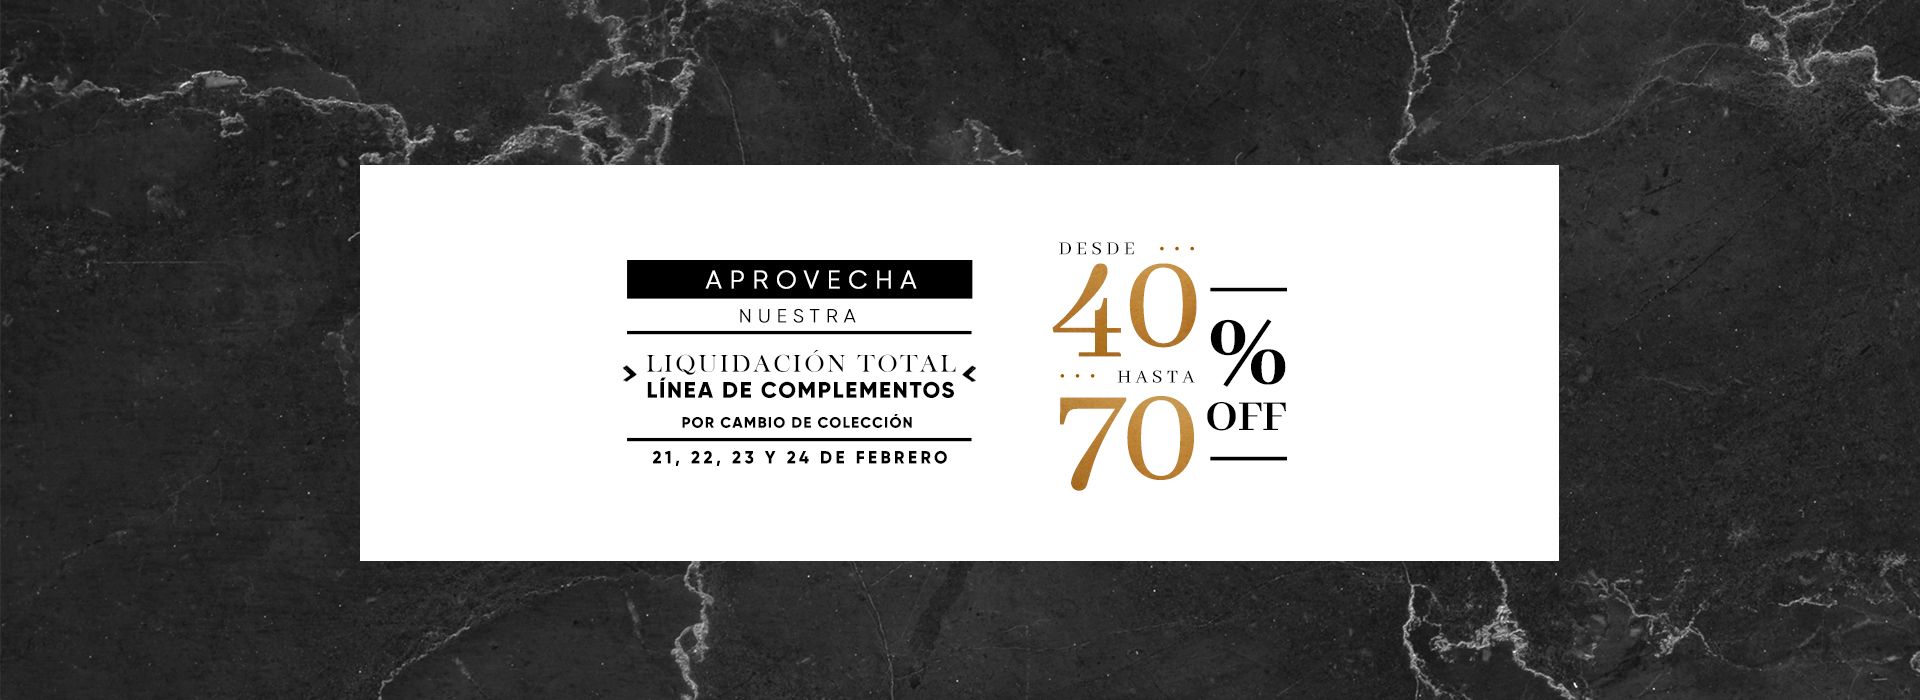 APROVECHA
NUESTRA
> LIQUIDACIÓN TOTAL <
LÍNEA DE COMPLEMENTOS
POR CAMBIO DE COLECCIÓN
21, 22, 23 Y 24 DE FEBRERO
DESDE ...
40
... HASTA
70
%
OFF